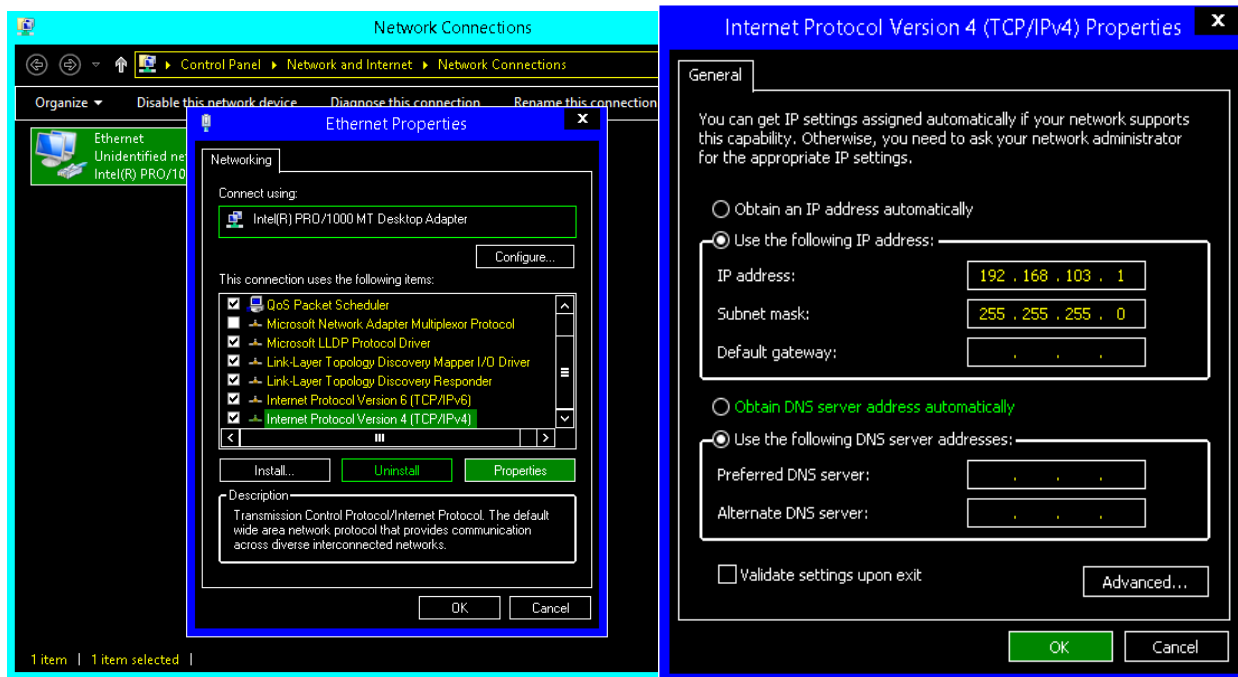 Network Connections
Control Panel Network and Internet Network Connections
Organize Disable this network device Diagnose this connection Rename this connection
Ethernet
Unidentified ne
Intel(R) PRO/10
Ethernet Properties
X
Networking
Connect using:
Intel(R) PRO/1000 MT Desktop Adapter
Configure...
This connection uses the following items:
QoS Packet Scheduler
Microsoft Network Adapter Multiplexor Protocol
Microsoft LLDP Protocol Driver
Link-Layer Topology Discovery Mapper I/O Driver
Link-Layer Topology Discovery Responder
Internet Protocol Version 6 (TCP/IPv6)
Internet Protocol Version 4 (TCP/IPv4)
Install... Uninstall Properties
Description
Transmission Control Protocol/Internet Protocol. The default
wide area network protocol that provides communication
across diverse interconnected networks.
OK Cancel
1 item 1 item selected
Internet Protocol Version 4 (TCP/IPv4) Properties
X
General
You can get IP settings assigned automatically if your network supports
this capability. Otherwise, you need to ask your network administrator
for the appropriate IP settings.
Obtain an IP address automatically
Use the following IP address:
IP address: 192 . 168 . 103 . 1
Subnet mask: 255 . 255 . 255 . 0
Default gateway: . . .
Obtain DNS server address automatically
Use the following DNS server addresses:
Preferred DNS server: . . .
Alternate DNS server: . . .
Validate settings upon exit
Advanced...
OK Cancel